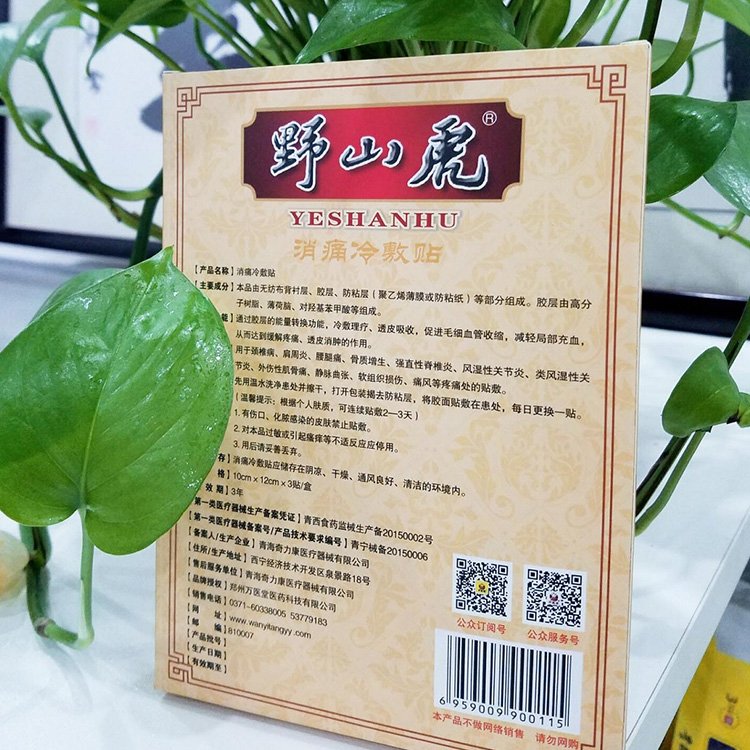 野山虎®
YESHANHU
消痛冷敷贴
【产品名称】消痛冷敷贴
【主要成分】本品由无纺布背衬层、胶层、防粘层(聚乙烯薄膜或防粘纸)等部分组成。胶层由高分
子树脂、薄荷脑、对羟基苯甲酸等组成。
能】通过胶层的能量转换功能,冷敷理疗、透皮吸收,促进毛细血管收缩,减轻局部充血,
从而达到缓解疼痛、透皮消肿的作用。
用于颈椎病、肩周炎、腰腿痛、骨质增生、强直性脊椎炎、风湿性关节炎、类风湿性关
节炎、外伤性肌骨痛、静脉曲张、软组织损伤、痛风等疼痛处的贴敷。
先用温水洗净患处并擦干,打开包装揭去防粘层,将胶面贴敷在患处,每日更换一贴。
(温馨提示:根据个人肤质,可连续贴敷2—3天)
1. 有伤口、化脓感染的皮肤禁止贴敷。
2. 对本品过敏或引起瘙痒等不适反应应停用。
3. 用后请妥善丢弃。
存】消痛冷敷贴应储存在阴凉、干燥、通风良好、清洁的环境内。
格】10cm×12cm×3贴/盒
效期】3年
【第一类医疗器械生产备案凭证】青西食药监械生产备20150002号
【第一类医疗器械备案号/产品技术要求编号】青宁械备20150006
【备案人/生产企业】青海奇力康医疗器械有限公司
【住所/生产地址】西宁经济技术开发区泉景路18号
【售后服务单位】青海奇力康医疗器械有限公司
【品牌授权】郑州万医堂医药科技有限公司
【销售电话】0371-60338005 53779183
【网 址】www.wanyitangyy.com
【邮 编】810007
【产品批号】
【生产日期】
【有效期至】
公众订阅号 公众服务号
6 959009 900115
本产品不做网络销售 请勿网购